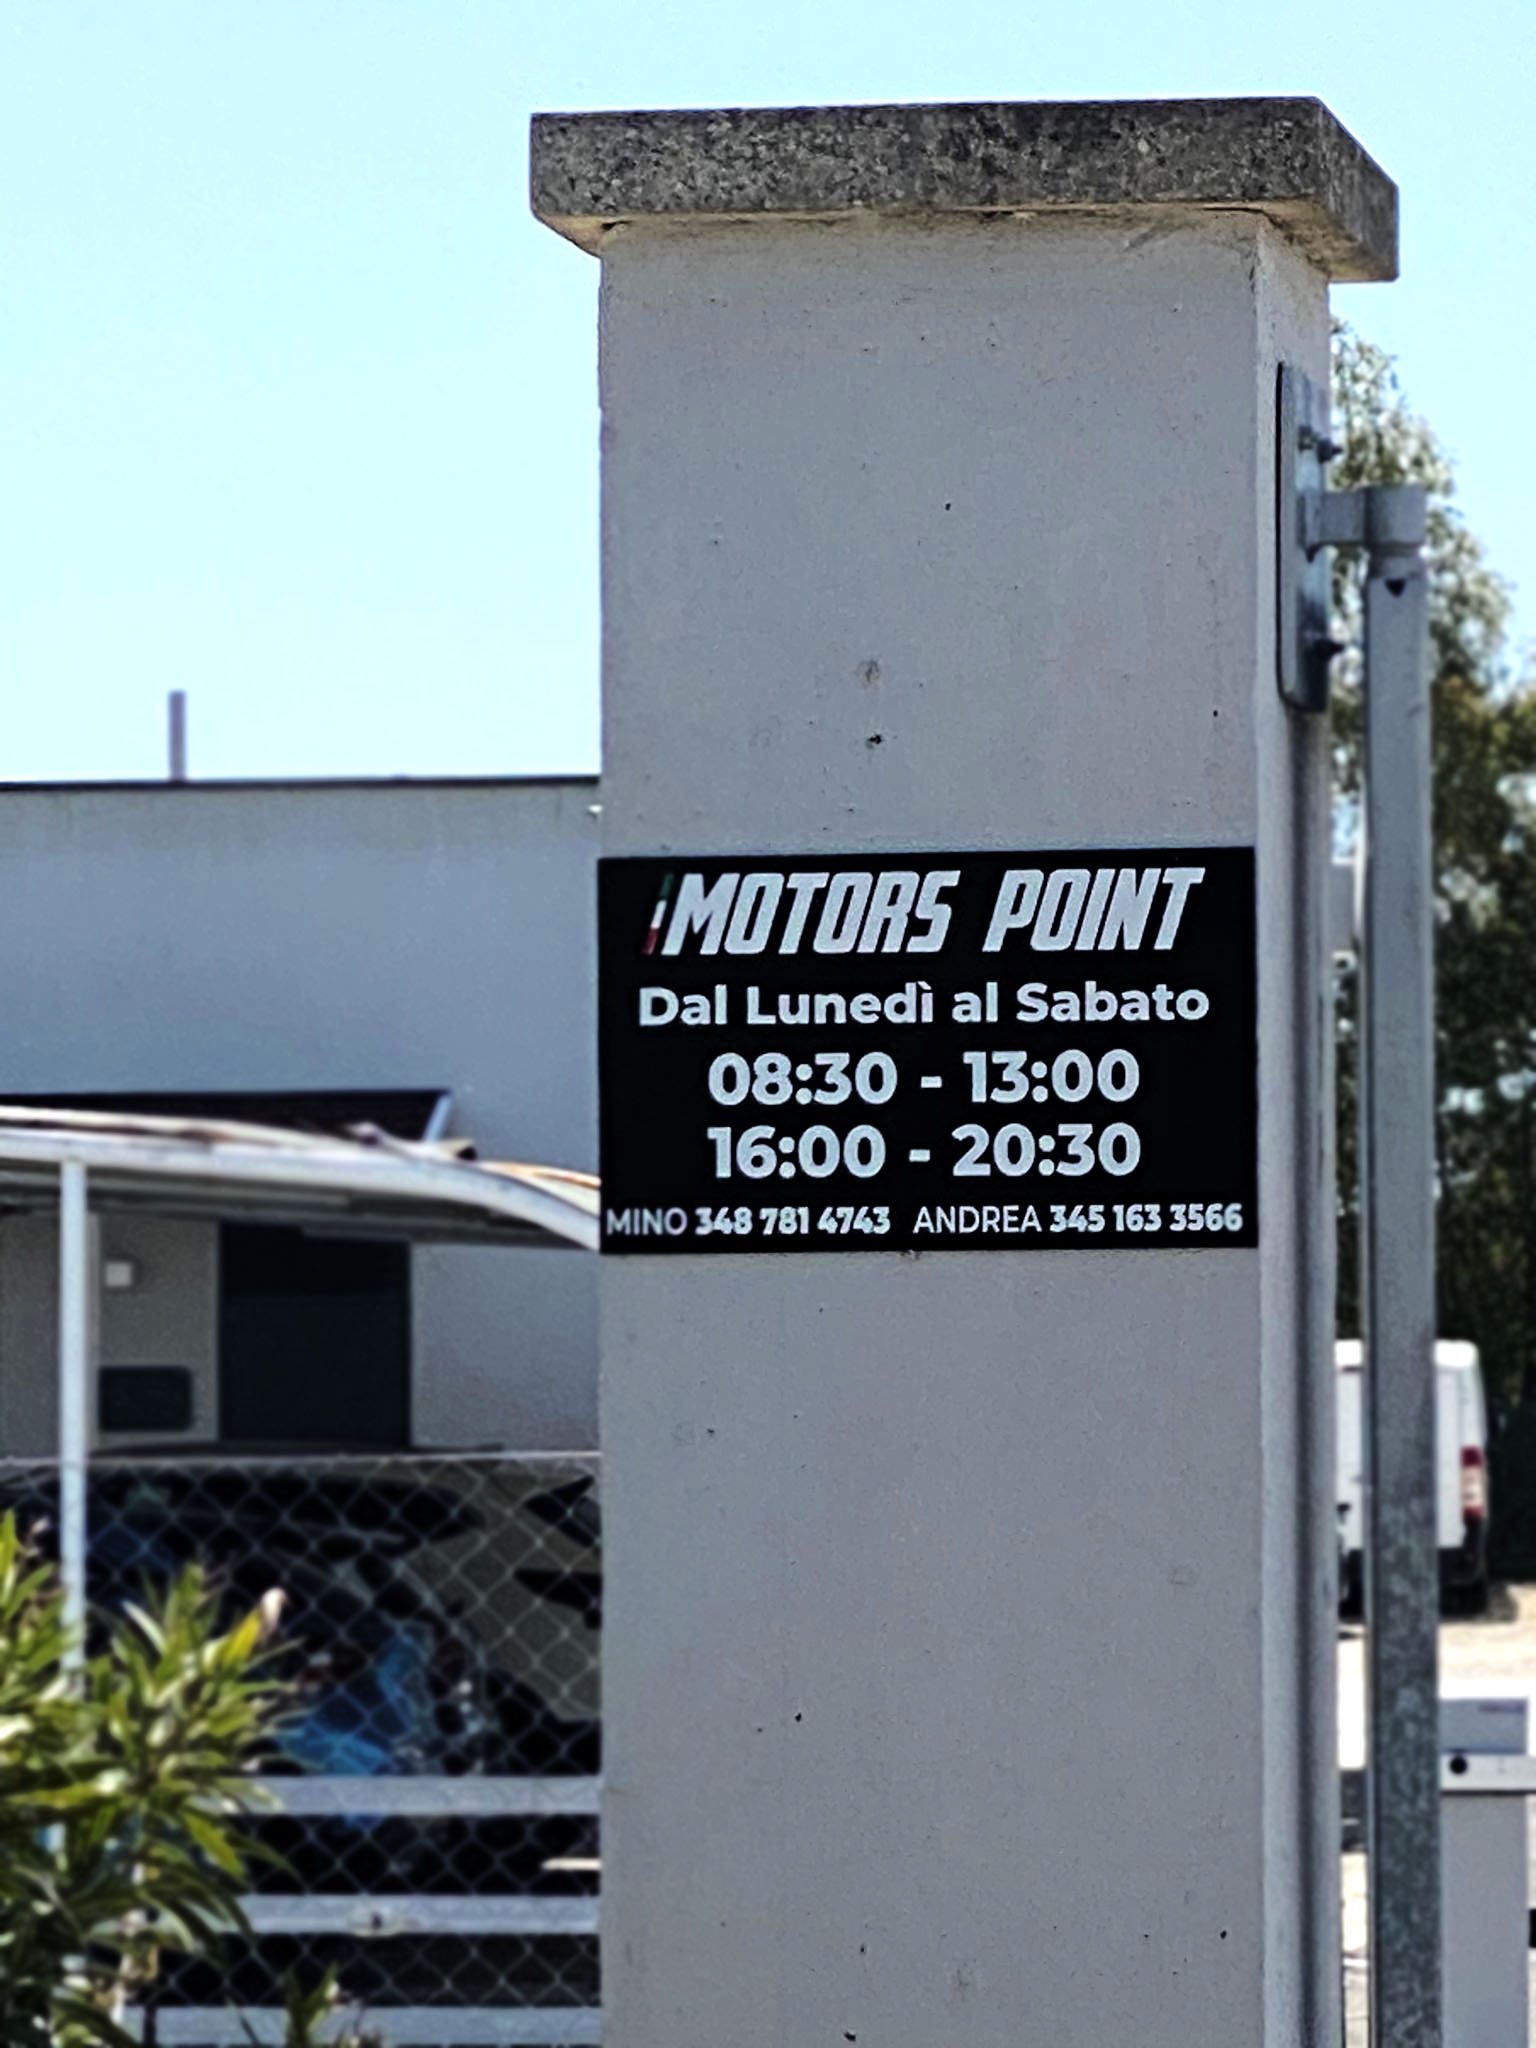 MOTORS POINT
Dal Lunedì al Sabato
08:30 - 13:00
16:00 - 20:30
MINO 348 781 4743 ANDREA 345 163 3566